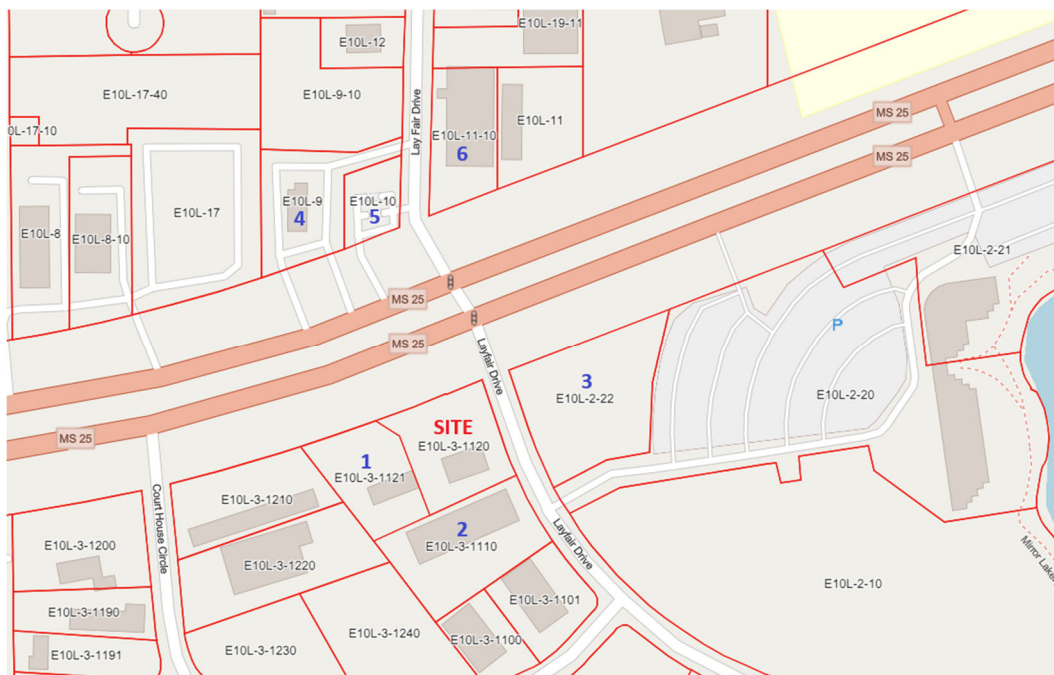 E10L-19-11
E10L-12
E10L-17-40
E10L-9-10
Lay Fair Drive
MS 25
0L-17-10
E10L-11-10
E10L-11
6
MS 25
E10L-17
E10L-9
4
E10L-10
5
E10L-8
E10L-8-10
E10L-2-21
MS 25
P
MS 25
Layfair Drive
3
E10L-2-22
E10L-2-20
SITE
E10L-3-1120
MS 25
1
E10L-3-1121
E10L-3-1210
Court House Circle
2
E10L-3-1110
Layfair Drive
E10L-3-1200
E10L-3-1220
Mirror Lake
E10L-2-10
E10L-3-1190
E10L-3-1101
E10L-3-1240
E10L-3-1100
E10L-3-1230
E10L-3-1191